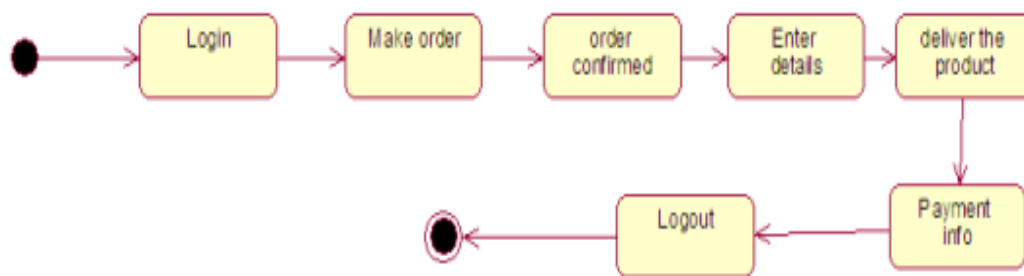 Login
Make order
order
confirmed
Enter
details
deliver the
product
Payment
info
Logout